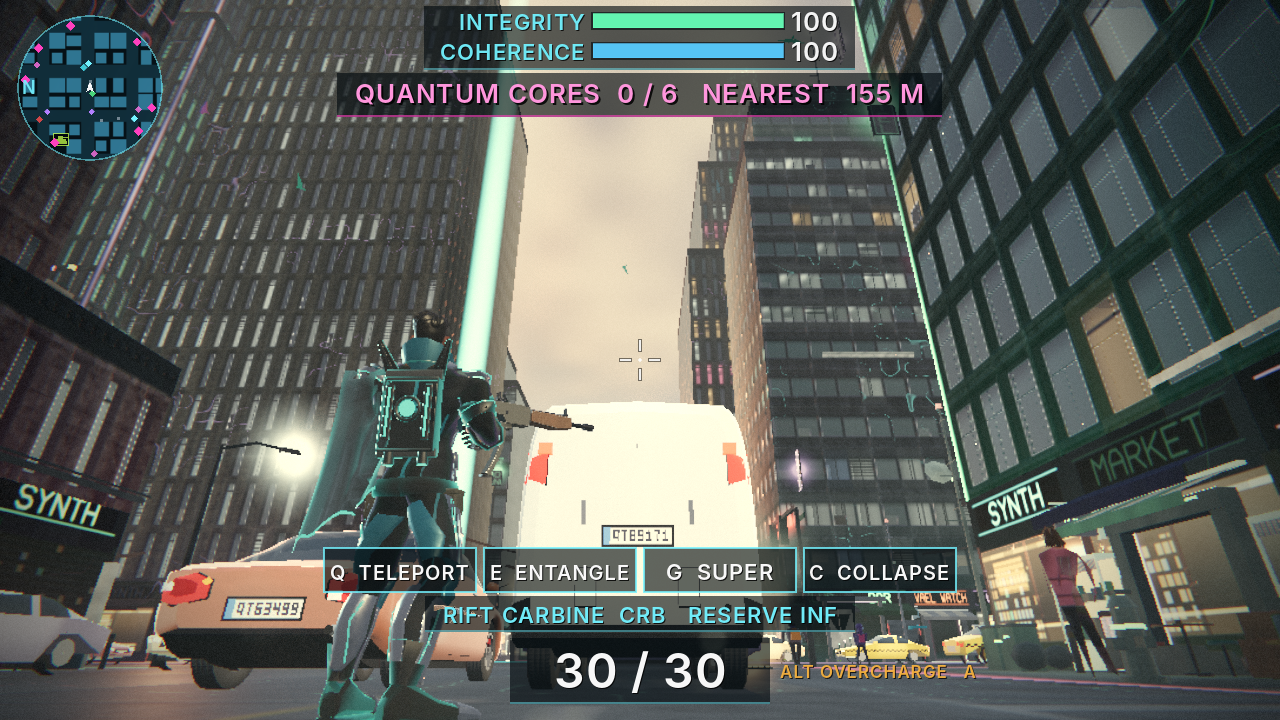 INTEGRITY 100
COHERENCE 100
QUANTUM CORES 0 / 6 NEAREST 155 M
N
MARKET
SYNTH
SYNTH
QT63498
Q TELEPORT
E ENTANGLE
G SUPER
C COLLAPSE
RIFT CARBINE CRB RESERVE INF
30 / 30
ALT OVERCHARGE A